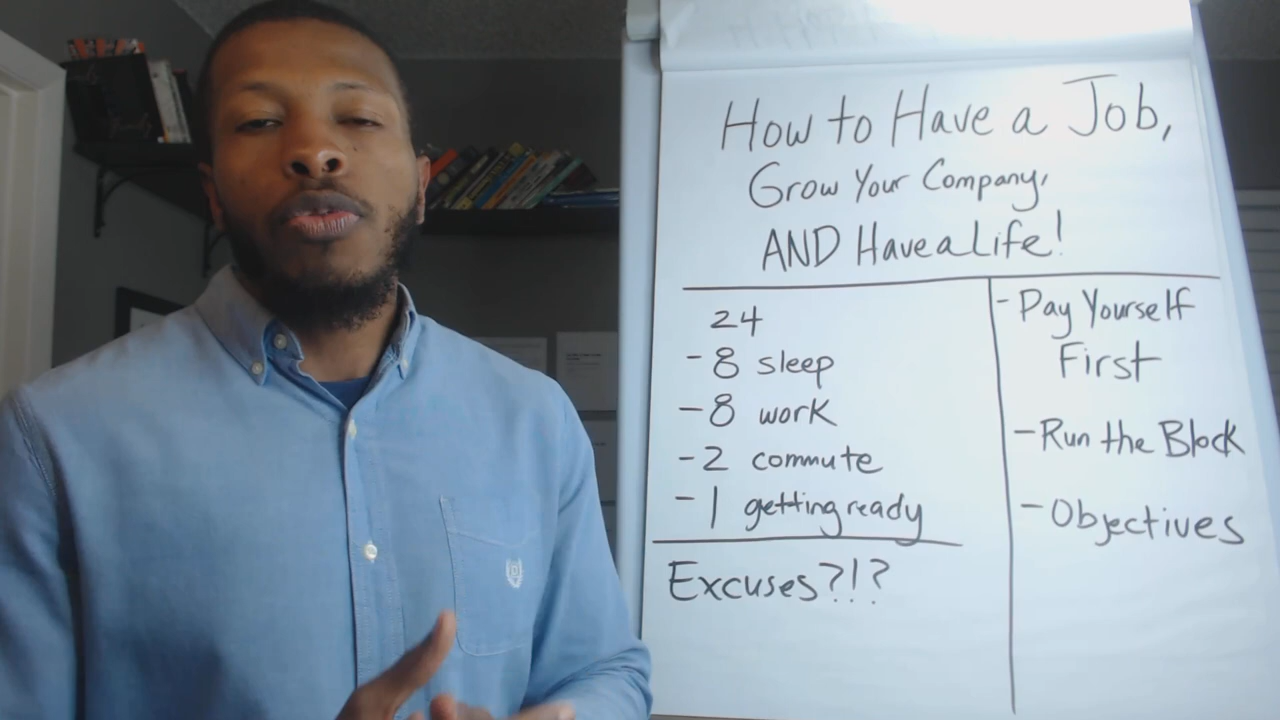 How to Have a Job,
Grow Your Company,
AND Have a Life!
24
-8 sleep
-8 work
-2 commute
-1 getting ready
Excuses?!?
- Pay Yourself
First
- Run the Block
- Objectives